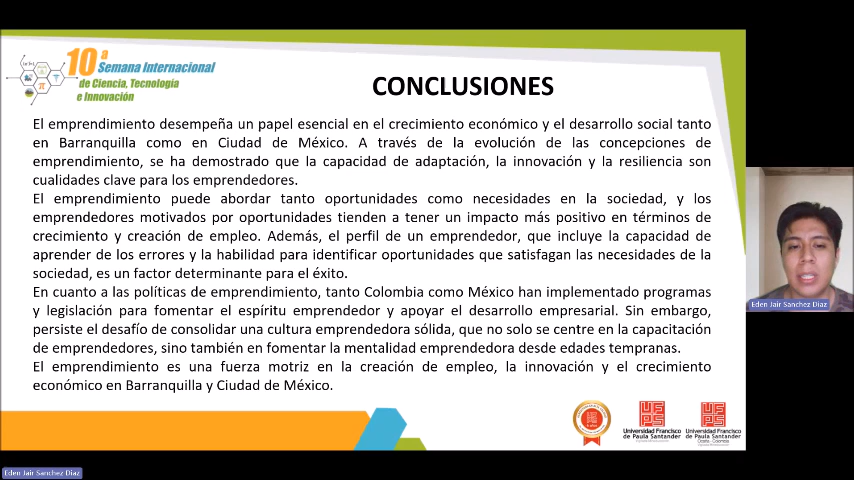 10ª
Semana Internacional
de Ciencia, Tecnología
e Innovación
CONCLUSIONES
El emprendimiento desempeña un papel esencial en el crecimiento económico y el desarrollo social tanto
en Barranquilla como en Ciudad de México. A través de la evolución de las concepciones de
emprendimiento, se ha demostrado que la capacidad de adaptación, la innovación y la resiliencia son
cualidades clave para los emprendedores.
El emprendimiento puede abordar tanto oportunidades como necesidades en la sociedad, y los
emprendedores motivados por oportunidades tienden a tener un impacto más positivo en términos de
crecimiento y creación de empleo. Además, el perfil de un emprendedor, que incluye la capacidad de
aprender de los errores y la habilidad para identificar oportunidades que satisfagan las necesidades de la
sociedad, es un factor determinante para el éxito.
En cuanto a las políticas de emprendimiento, tanto Colombia como México han implementado programas
y legislación para fomentar el espíritu emprendedor y apoyar el desarrollo empresarial. Sin embargo,
persiste el desafío de consolidar una cultura emprendedora sólida, que no solo se centre en la capacitación
de emprendedores, sino también en fomentar la mentalidad emprendedora desde edades tempranas.
El emprendimiento es una fuerza motriz en la creación de empleo, la innovación y el crecimiento
económico en Barranquilla y Ciudad de México.
Eden Jair Sanchez Diaz
Universidad Francisco
de Paula Santander
Universidad Francisco
de Paula Santander
Ocaña - Colombia
Eden Jair Sanchez Diaz